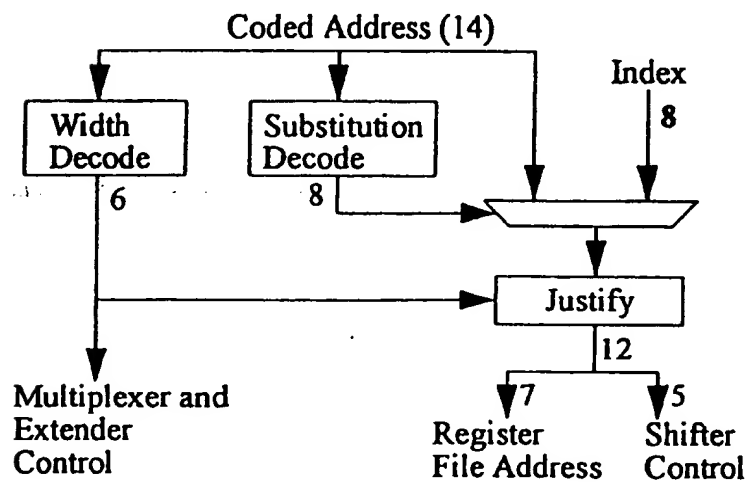 Coded Address (14)
Index
8
Width
Decode
Substitution
Decode
6
8
Justify
12
7
5
Multiplexer and
Extender
Control
Register
File Address
Shifter
Control